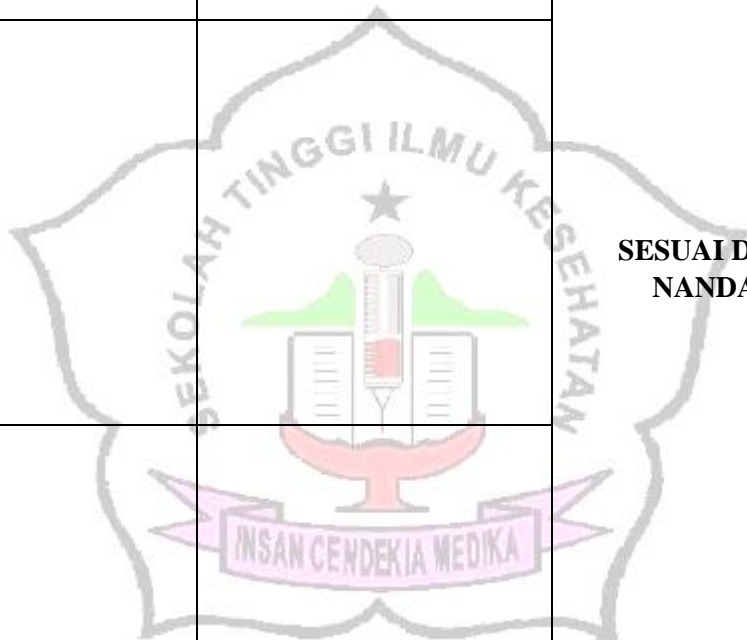 SEKOLAH TINGGI ILMU KESEHATAN
SESUAI D
NANDA
INSAN CENDEKIA MEDIKA